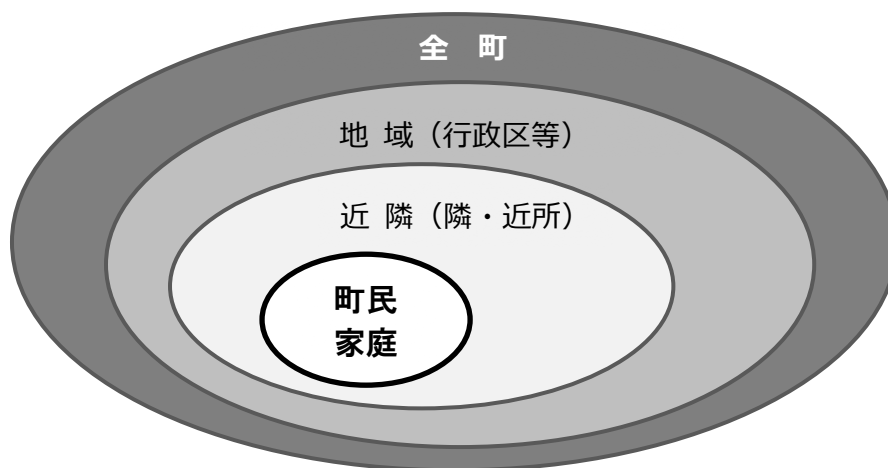 全 町
地 域（行政区等）
近 隣（隣・近所）
町民
家庭